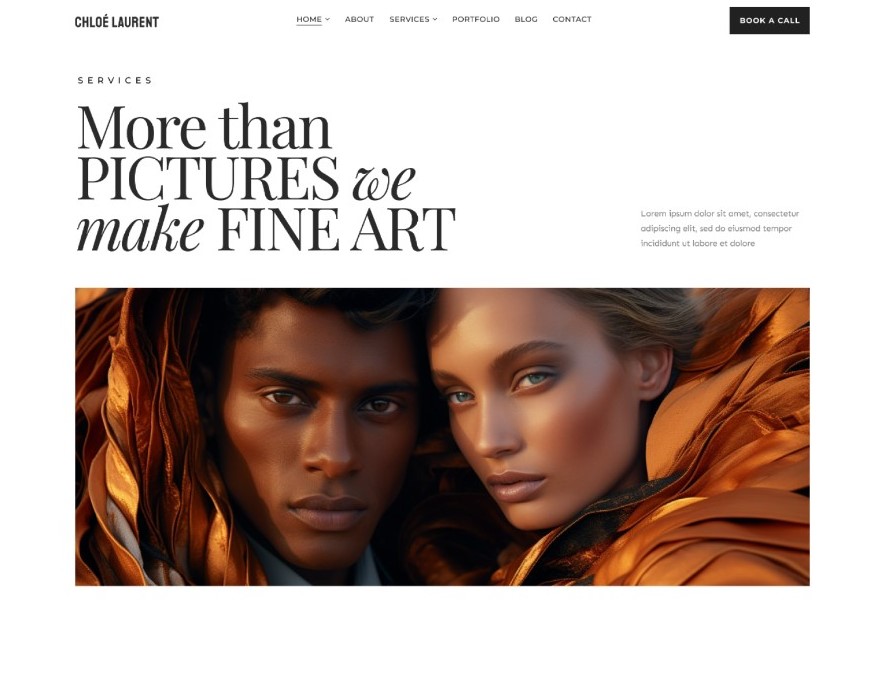 CHLOÉ LAURENT
HOME
ABOUT
SERVICES
PORTFOLIO
BLOG
CONTACT
BOOK A CALL
SERVICES
More than
PICTURES we
make FINE ART
Lorem ipsum dolor sit amet, consectetur
adipiscing elit, sed do eiusmod tempor
incididunt ut labore et dolore